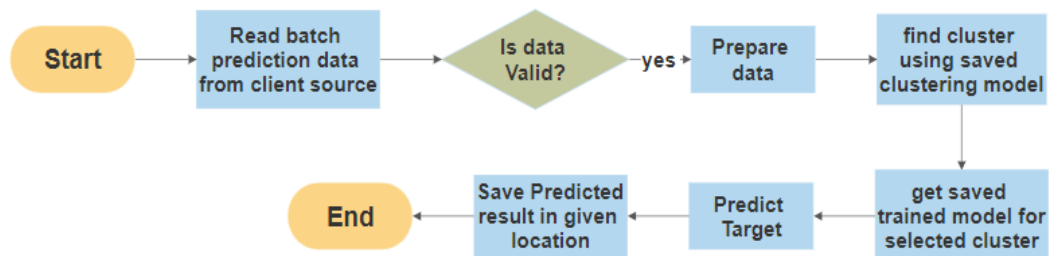 Start
Read batch
prediction data
from client source
Is data
Valid?
yes
Prepare
data
find cluster
using saved
clustering model
get saved
trained model for
selected cluster
Predict
Target
Save Predicted
result in given
location
End